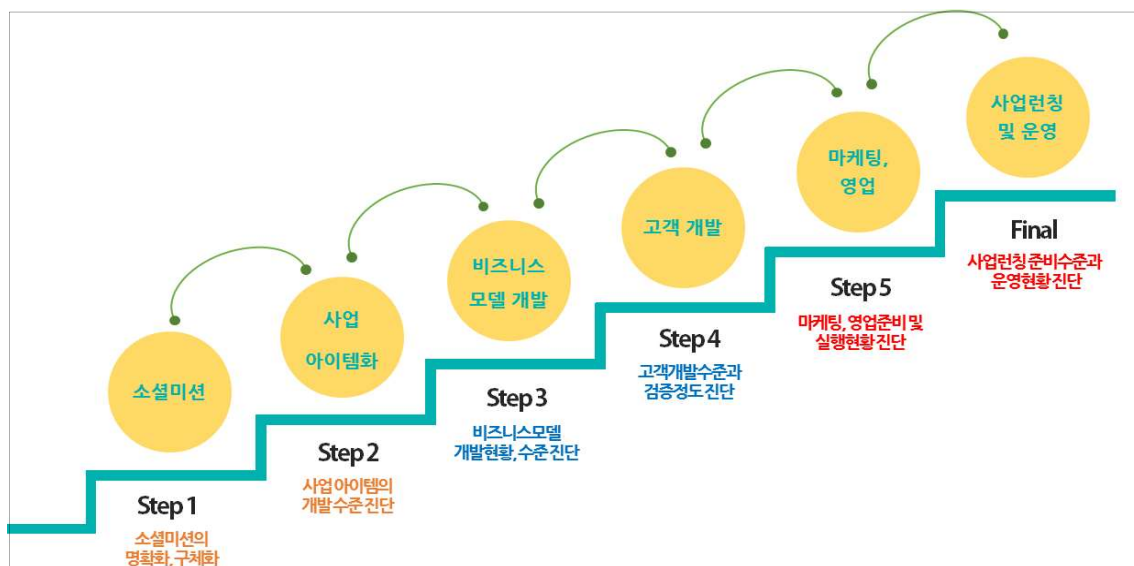 소셜미션
Step 1
소셜미션의
명확화, 구체화
사업
아이템화
Step 2
사업 아이템의
개발 수준 진단
비즈니스
모델 개발
Step 3
비즈니스모델
개발현황, 수준 진단
고객 개발
Step 4
고객개발수준과
검증정도 진단
마케팅,
영업
Step 5
마케팅, 영업준비 및
실행현황 진단
사업런칭
및 운영
Final
사업런칭 준비수준과
운영현황 진단